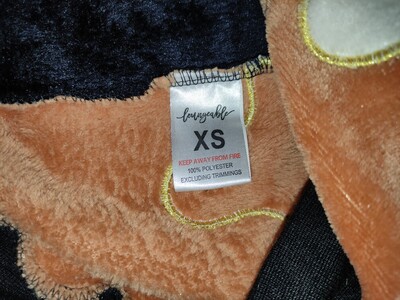 loungeable
XS
KEEP AWAY FROM FIRE
100% POLYESTER
EXCLUDING TRIMMINGS